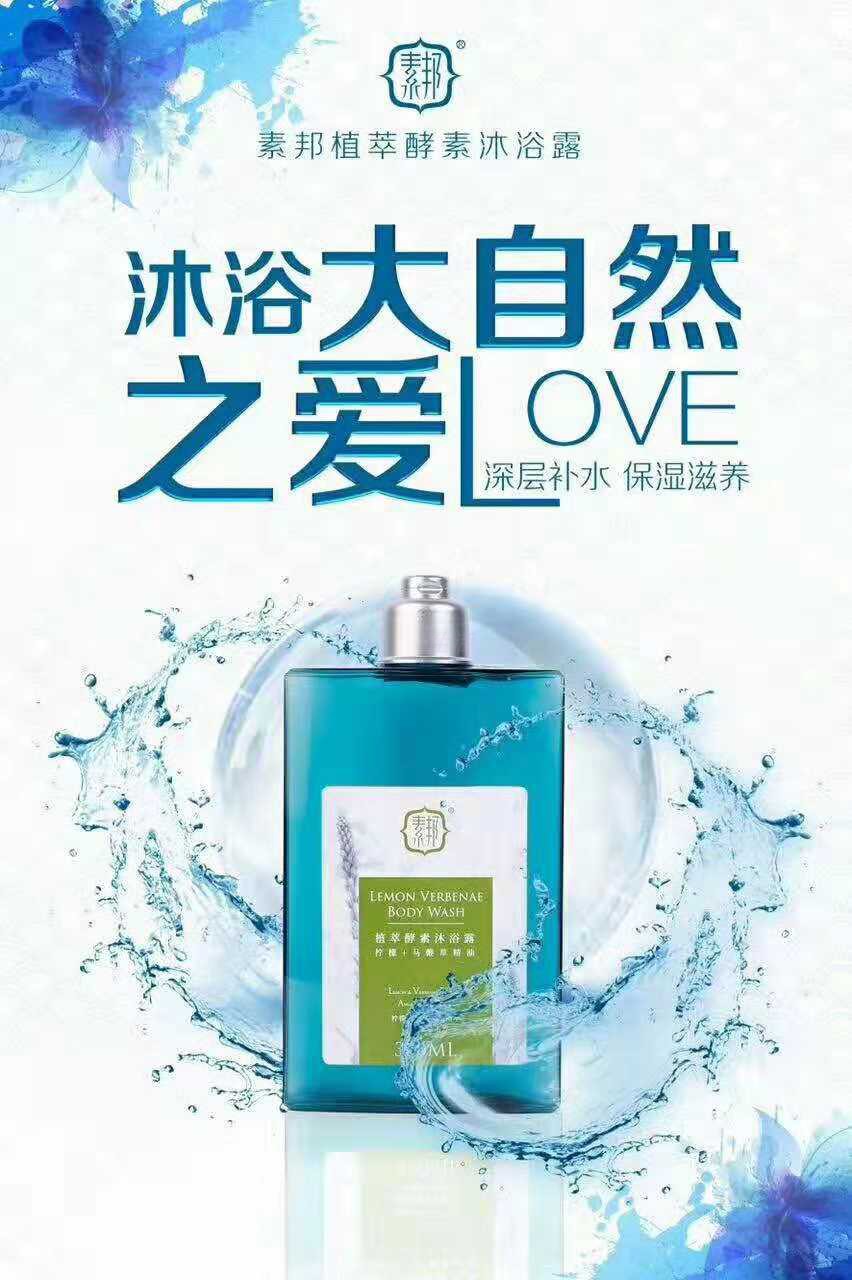 素邦
®
素邦植萃酵素沐浴露
沐浴大自然
之爱LOVE
深层补水 保湿滋养
素邦
®
LEMON VERBENAE
BODY WASH
植萃酵素沐浴露
柠檬+马鞭草精油